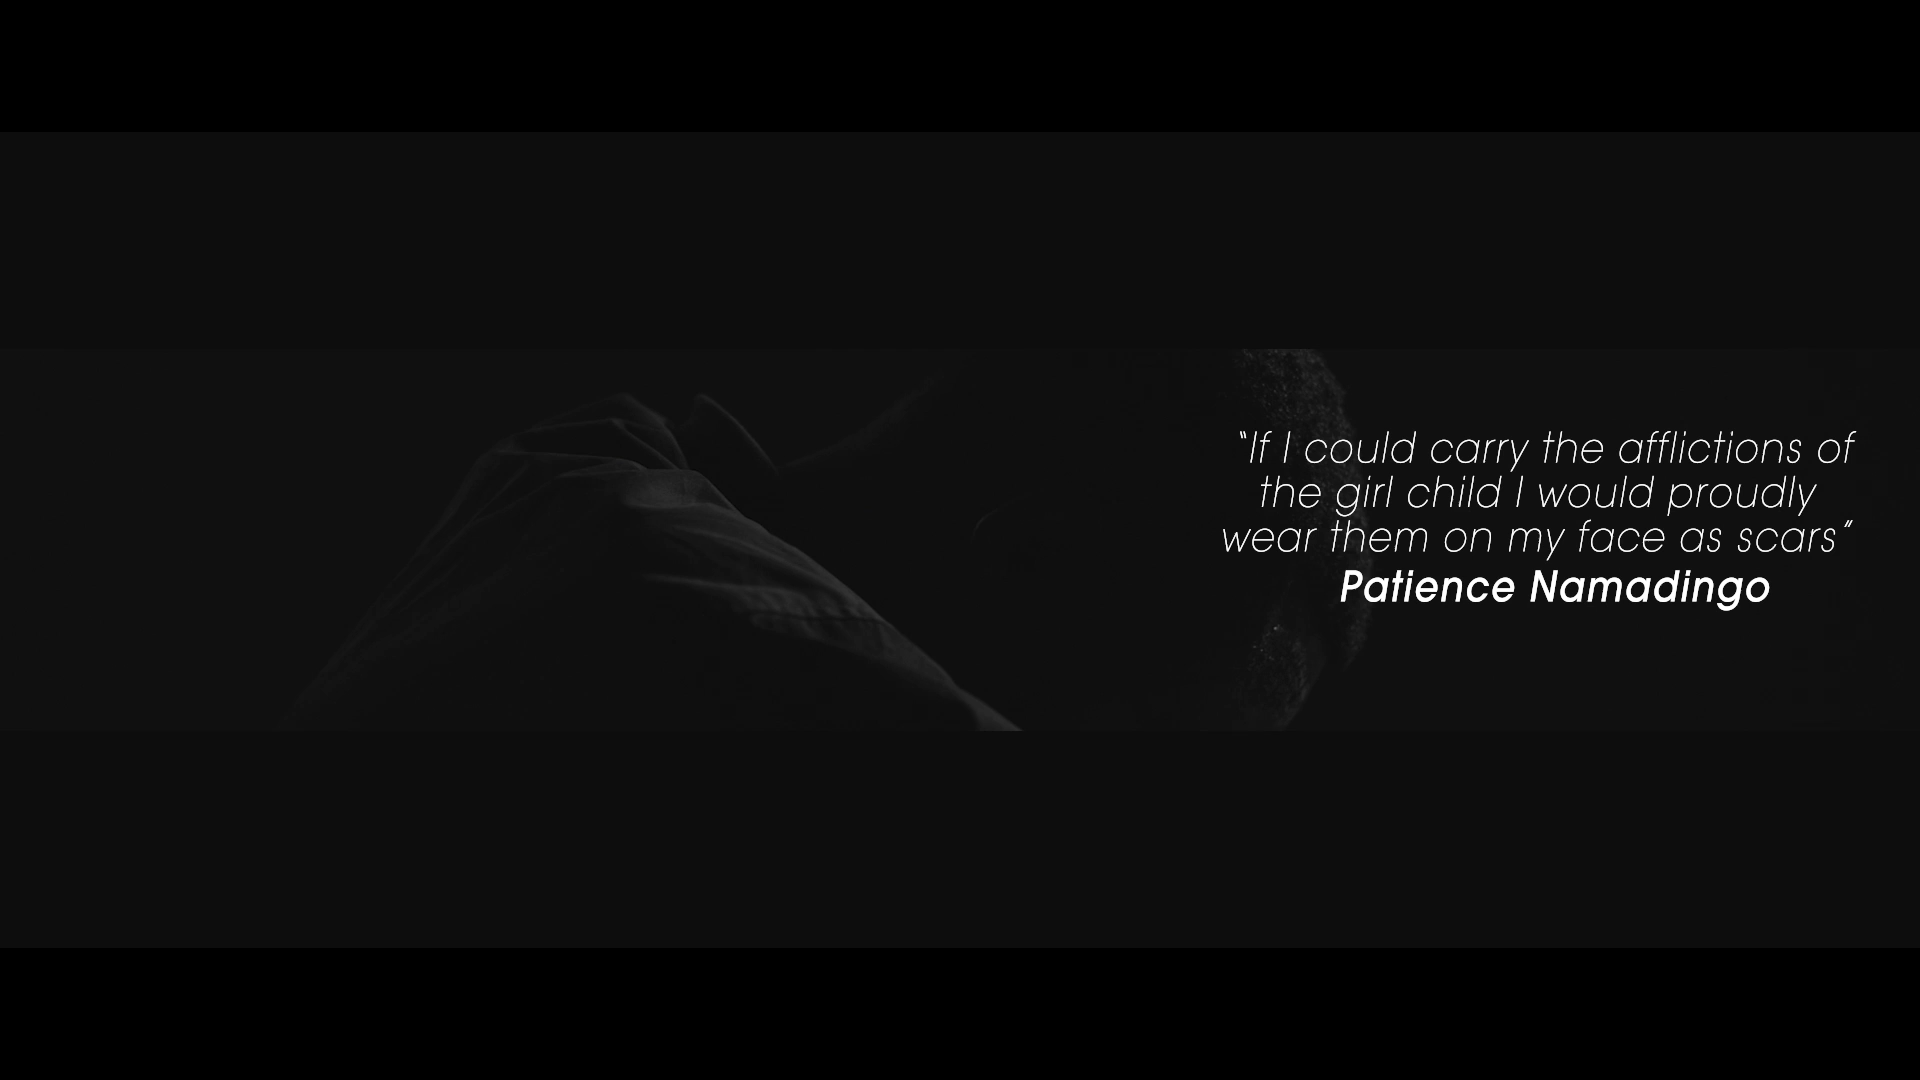 “If I could carry the afflictions of
the girl child I would proudly
wear them on my face as scars”
Patience Namadingo